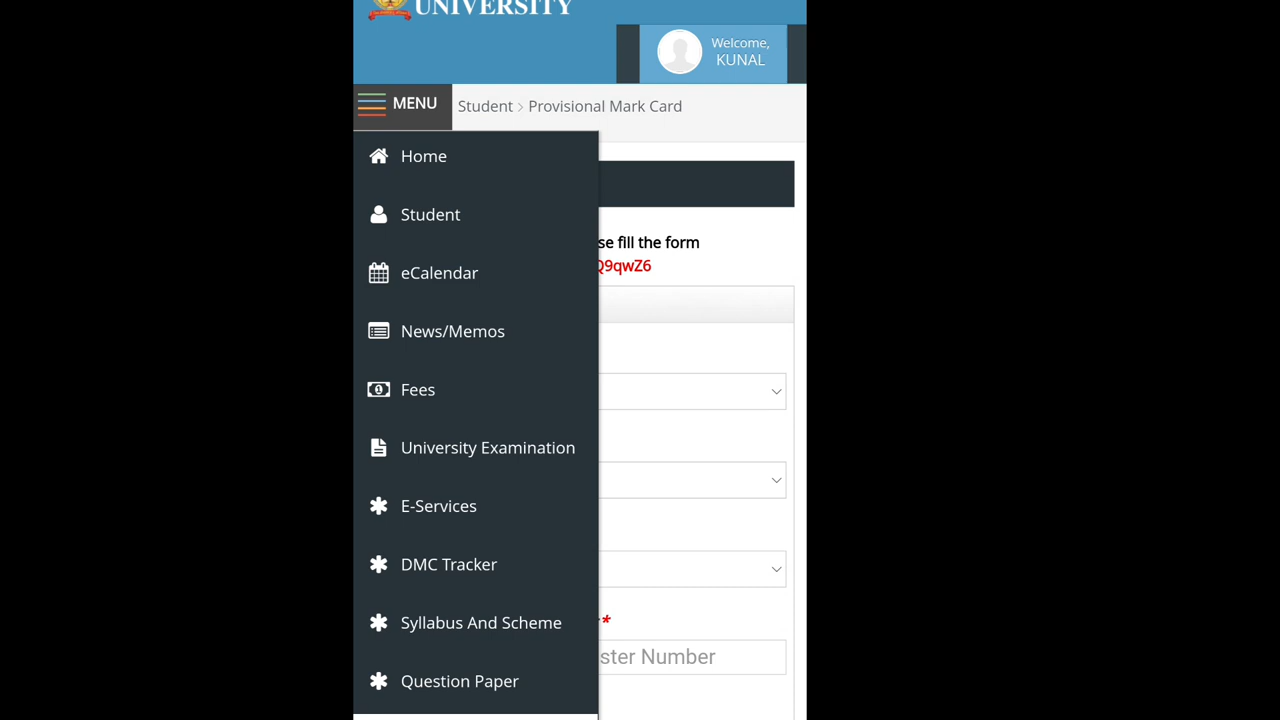 UNIVERSITY
Welcome,
KUNAL
MENU
Student > Provisional Mark Card
Home
Student
eCalendar
se fill the form
Q9qwZ6
News/Memos
Fees
University Examination
E-Services
DMC Tracker
Syllabus And Scheme
*
ster Number
Question Paper